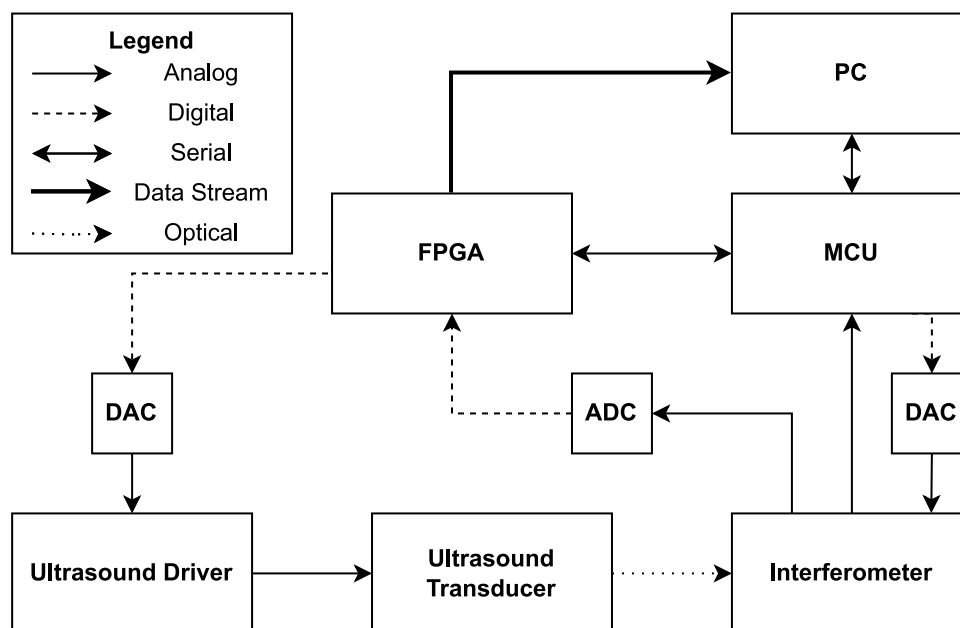 Legend
Analog
Digital
Serial
Data Stream
Optical
PC
FPGA
MCU
DAC
ADC
DAC
Ultrasound Driver
Ultrasound
Transducer
Interferometer